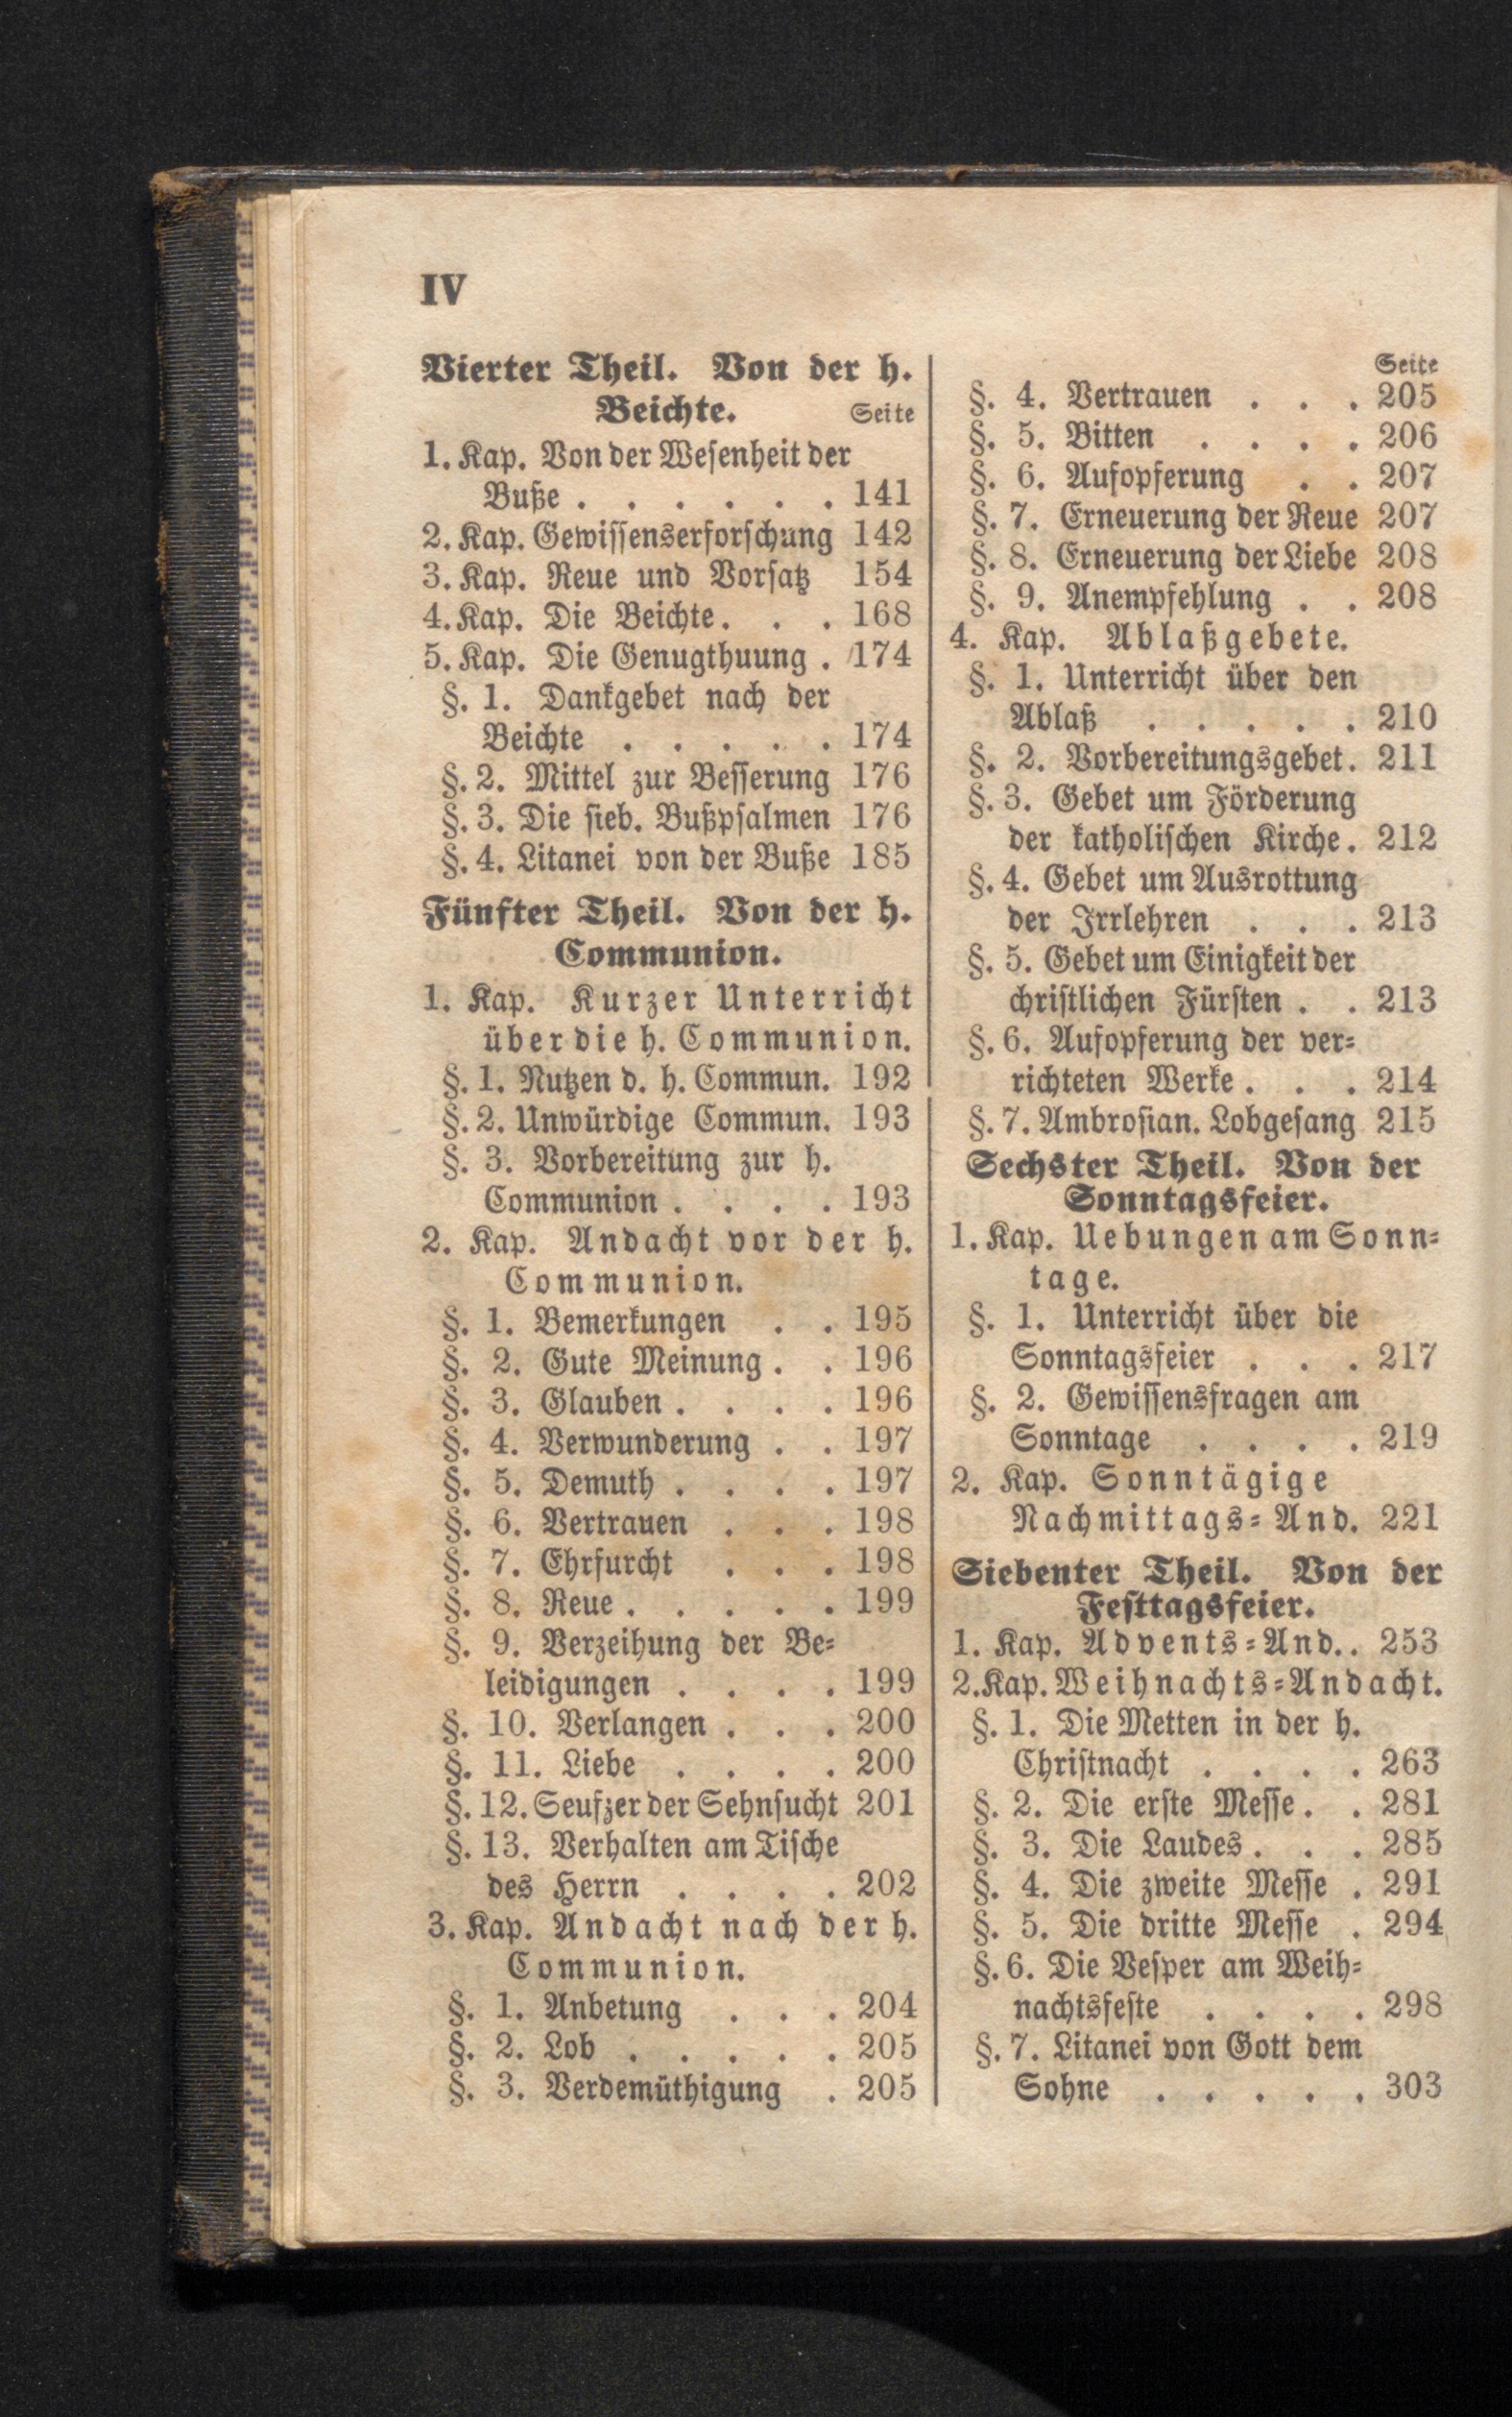 IV
Vierter Theil. Von der h.
Beichte. Seite
1. Kap. Von der Wesenheit der
Buße . . . . . . 141
2. Kap. Gewissenserforschung 142
3. Kap. Reue und Vorsatz 154
4. Kap. Die Beichte . . . 168
5. Kap. Die Genugthuung . 174
§. 1. Dankgebet nach der
Beichte . . . . . 174
§. 2. Mittel zur Besserung 176
§. 3. Die sieb. Bußpsalmen 176
§. 4. Litanei von der Buße 185
Fünfter Theil. Von der h.
Communion.
1. Kap. Kurzer Unterricht
über die h. Communion.
§. 1. Nutzen d. h. Commun. 192
§. 2. Unwürdige Commun. 193
§. 3. Vorbereitung zur h.
Communion . . . . 193
2. Kap. Andacht vor der h.
Communion.
§. 1. Bemerkungen . . 195
§. 2. Gute Meinung . . 196
§. 3. Glauben . . . . 196
§. 4. Verwunderung . . 197
§. 5. Demuth . . . . 197
§. 6. Vertrauen . . . 198
§. 7. Ehrfurcht . . . 198
§. 8. Reue . . . . . 199
§. 9. Verzeihung der Be=
leidigungen . . . . 199
§. 10. Verlangen . . . 200
§. 11. Liebe . . . . 200
§. 12. Seufzer der Sehnsucht 201
§. 13. Verhalten am Tische
des Herrn . . . . 202
3. Kap. Andacht nach der h.
Communion.
§. 1. Anbetung . . . 204
§. 2. Lob . . . . . 205
§. 3. Verdemüthigung . 205
Seite
§. 4. Vertrauen . . . 205
§. 5. Bitten . . . . 206
§. 6. Aufopferung . . 207
§. 7. Erneuerung der Reue 207
§. 8. Erneuerung der Liebe 208
§. 9. Anempfehlung . . 208
4. Kap. Ablaßgebete.
§. 1. Unterricht über den
Ablaß . . . . . 210
§. 2. Vorbereitungsgebet. 211
§. 3. Gebet um Förderung
der katholischen Kirche. 212
§. 4. Gebet um Ausrottung
der Irrlehren . . . 213
§. 5. Gebet um Einigkeit der
christlichen Fürsten . . 213
§. 6. Aufopferung der ver=
richteten Werke . . . 214
§. 7. Ambrosian. Lobgesang 215
Sechster Theil. Von der
Sonntagsfeier.
1. Kap. Uebungen am Sonn=
tage.
§. 1. Unterricht über die
Sonntagsfeier . . . 217
§. 2. Gewissensfragen am
Sonntage . . . . 219
2. Kap. Sonntägige
Nachmittags=And. 221
Siebenter Theil. Von der
Festtagsfeier.
1. Kap. Advents=And.. 253
2. Kap. Weihnachts=Andacht.
§. 1. Die Metten in der h.
Christnacht . . . . 263
§. 2. Die erste Messe . . 281
§. 3. Die Laudes . . . 285
§. 4. Die zweite Messe . 291
§. 5. Die dritte Messe . 294
§. 6. Die Vesper am Weih=
nachtsfeste . . . . 298
§. 7. Litanei von Gott dem
Sohne . . . . . 303